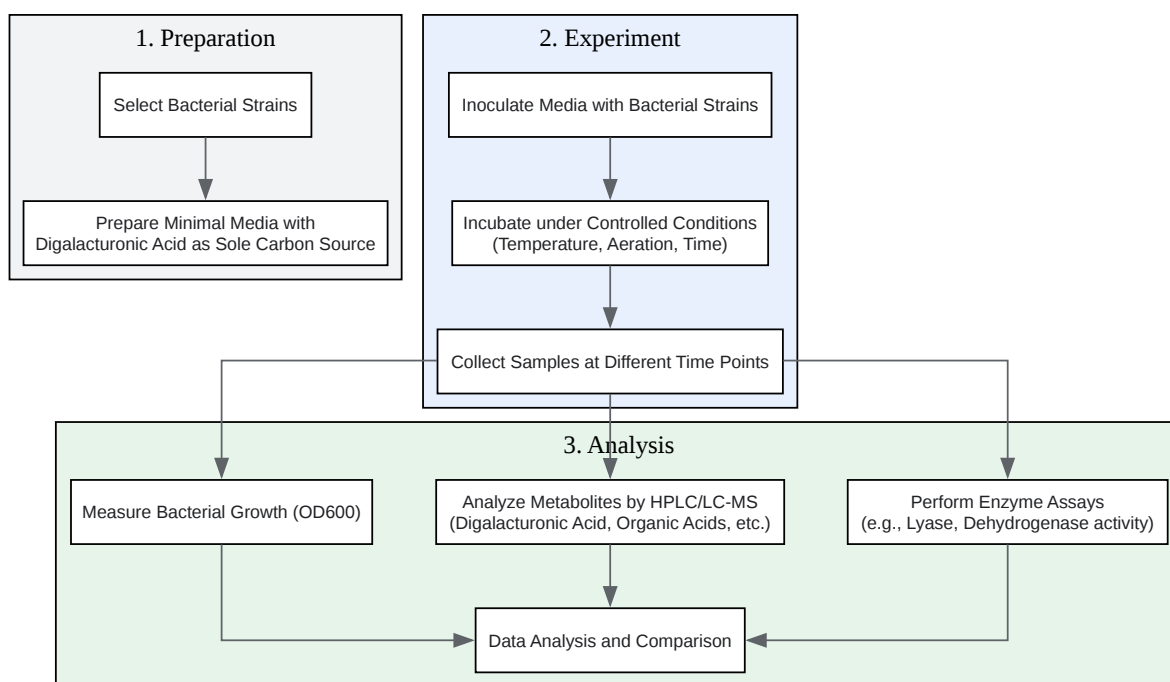 1. Preparation
Select Bacterial Strains
Prepare Minimal Media with
Digalacturonic Acid as Sole Carbon Source
2. Experiment
Inoculate Media with Bacterial Strains
Incubate under Controlled Conditions
(Temperature, Aeration, Time)
Collect Samples at Different Time Points
3. Analysis
Measure Bacterial Growth (OD600)
Analyze Metabolites by HPLC/LC-MS
(Digalacturonic Acid, Organic Acids, etc.)
Perform Enzyme Assays
(e.g., Lyase, Dehydrogenase activity)
Data Analysis and Comparison